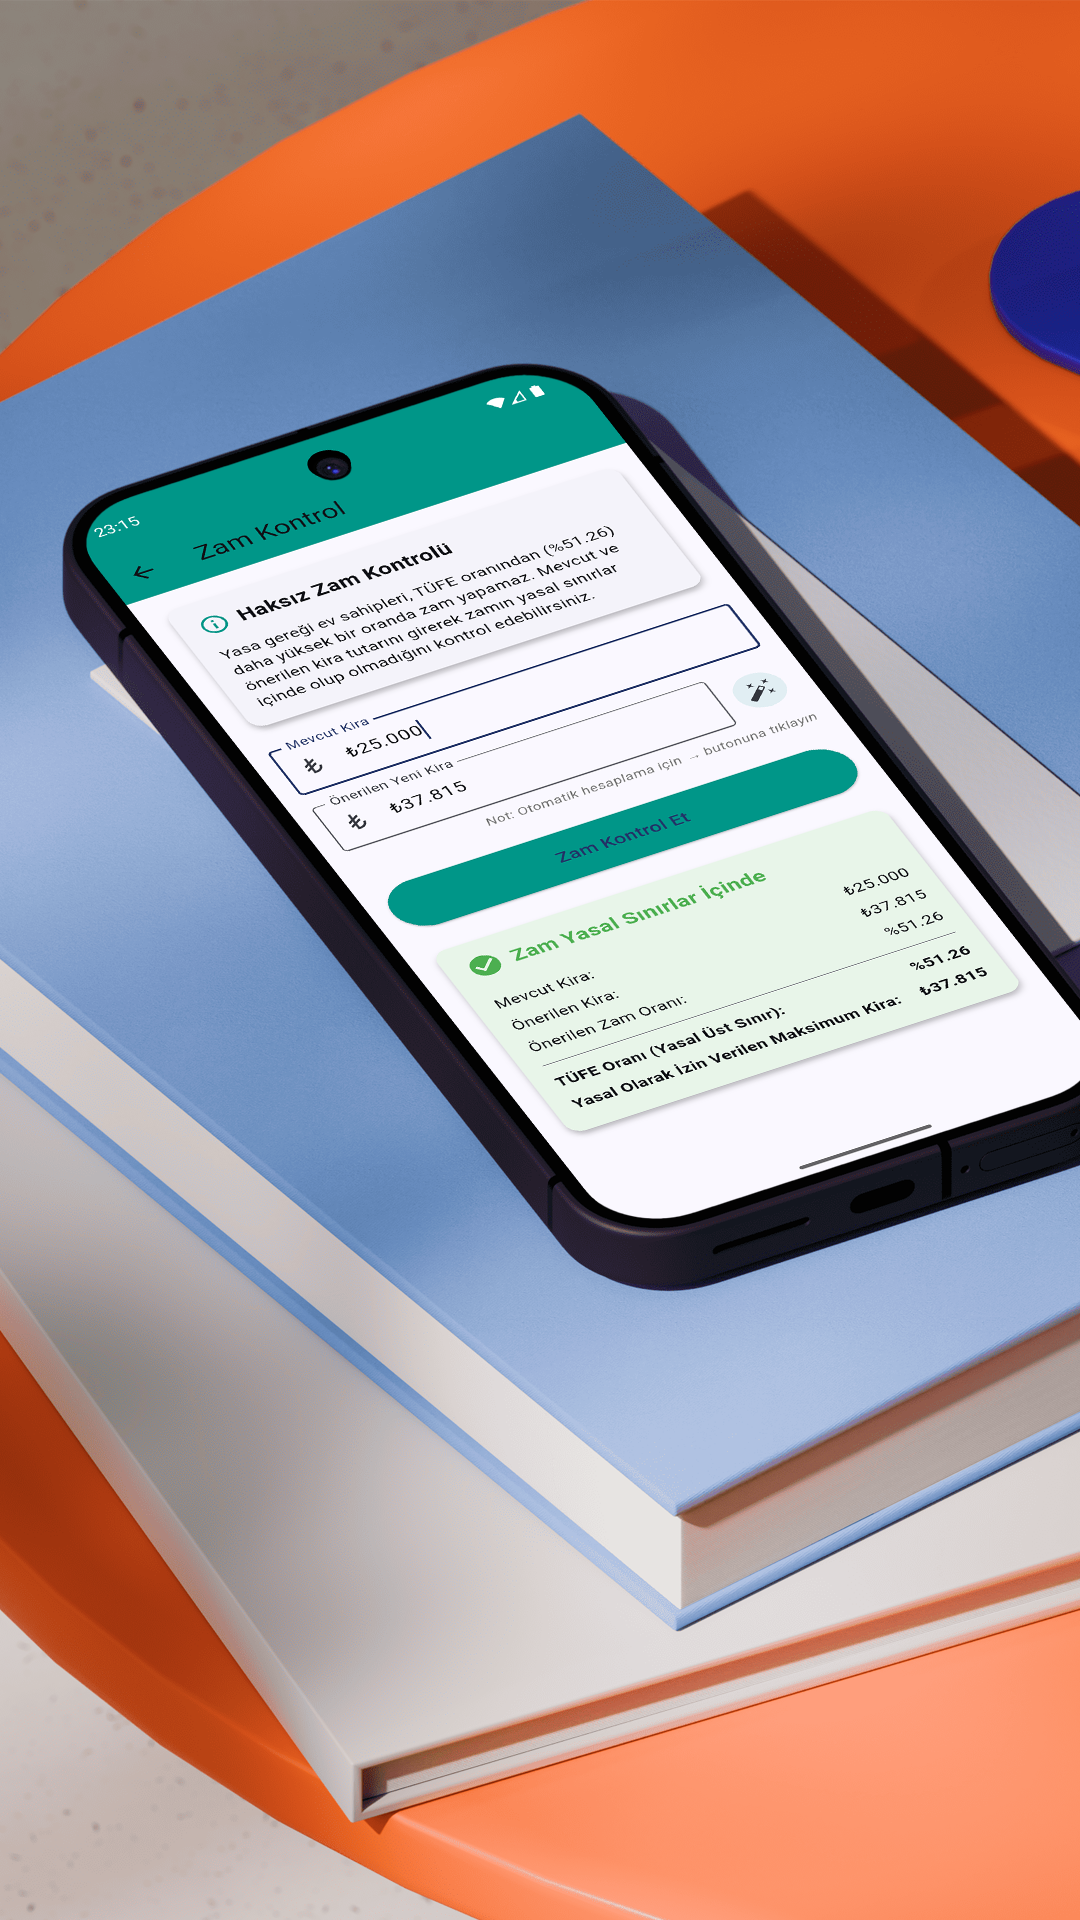 23:15
← Zam Kontrol
Haksız Zam Kontrolü
Yasa gereği ev sahipleri, TÜFE oranından (%51.26)
daha yüksek bir oranda zam yapamaz. Mevcut ve
önerilen kira tutarını girerek zamın yasal sınırlar
içinde olup olmadığını kontrol edebilirsiniz.
Mevcut Kira
₺ ₺25.000
Önerilen Yeni Kira
₺ ₺37.815
Not: Otomatik hesaplama için → butonuna tıklayın
Zam Kontrol Et
Zam Yasal Sınırlar İçinde
Mevcut Kira: ₺25.000
Önerilen Kira: ₺37.815
Önerilen Zam Oranı: %51.26
TÜFE Oranı (Yasal Üst Sınır): %51.26
Yasal Olarak İzin Verilen Maksimum Kira: ₺37.815